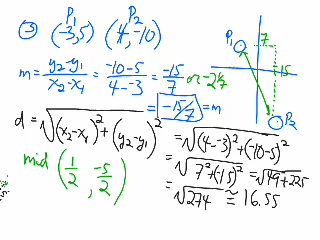 ③ P₁ (-3,5) P₂ (4,-10)
m = (y₂-y₁)/(x₂-x₁) = (-10-5)/(4--3) = -15/7 or -2 1/7
= -15/7 = m
d = √((x₂-x₁)² + (y₂-y₁)²) = √((4--3)² + (-10-5)²)
= √(7² + (-15)²) = √(49+225)
= √274 ≅ 16.55
mid (1/2, -5/2)
P₁
7
15
P₂